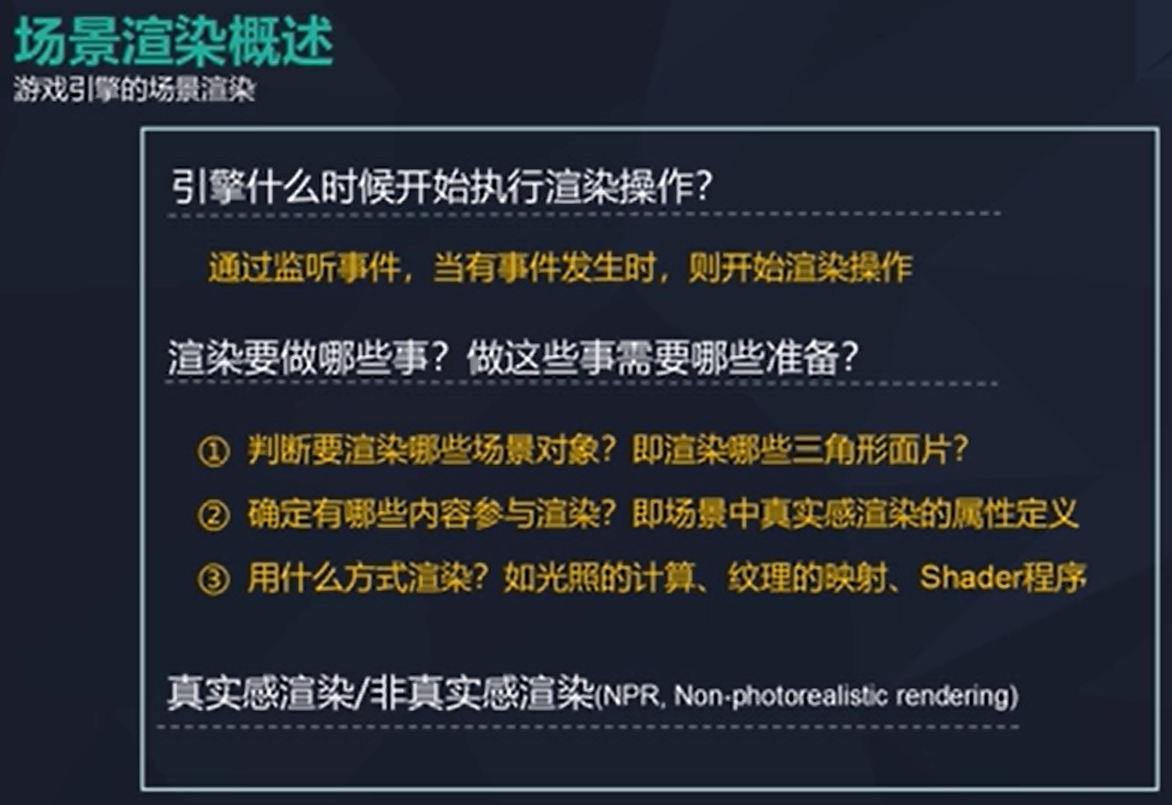 场景渲染概述
游戏引擎的场景渲染
引擎什么时候开始执行渲染操作？
通过监听事件，当有事件发生时，则开始渲染操作
渲染要做哪些事？做这些事需要哪些准备？
① 判断要渲染哪些场景对象？即渲染哪些三角形面片？
② 确定有哪些内容参与渲染？即场景中真实感渲染的属性定义
③ 用什么方式渲染？如光照的计算、纹理的映射、Shader程序
真实感渲染/非真实感渲染(NPR, Non-photorealistic rendering)